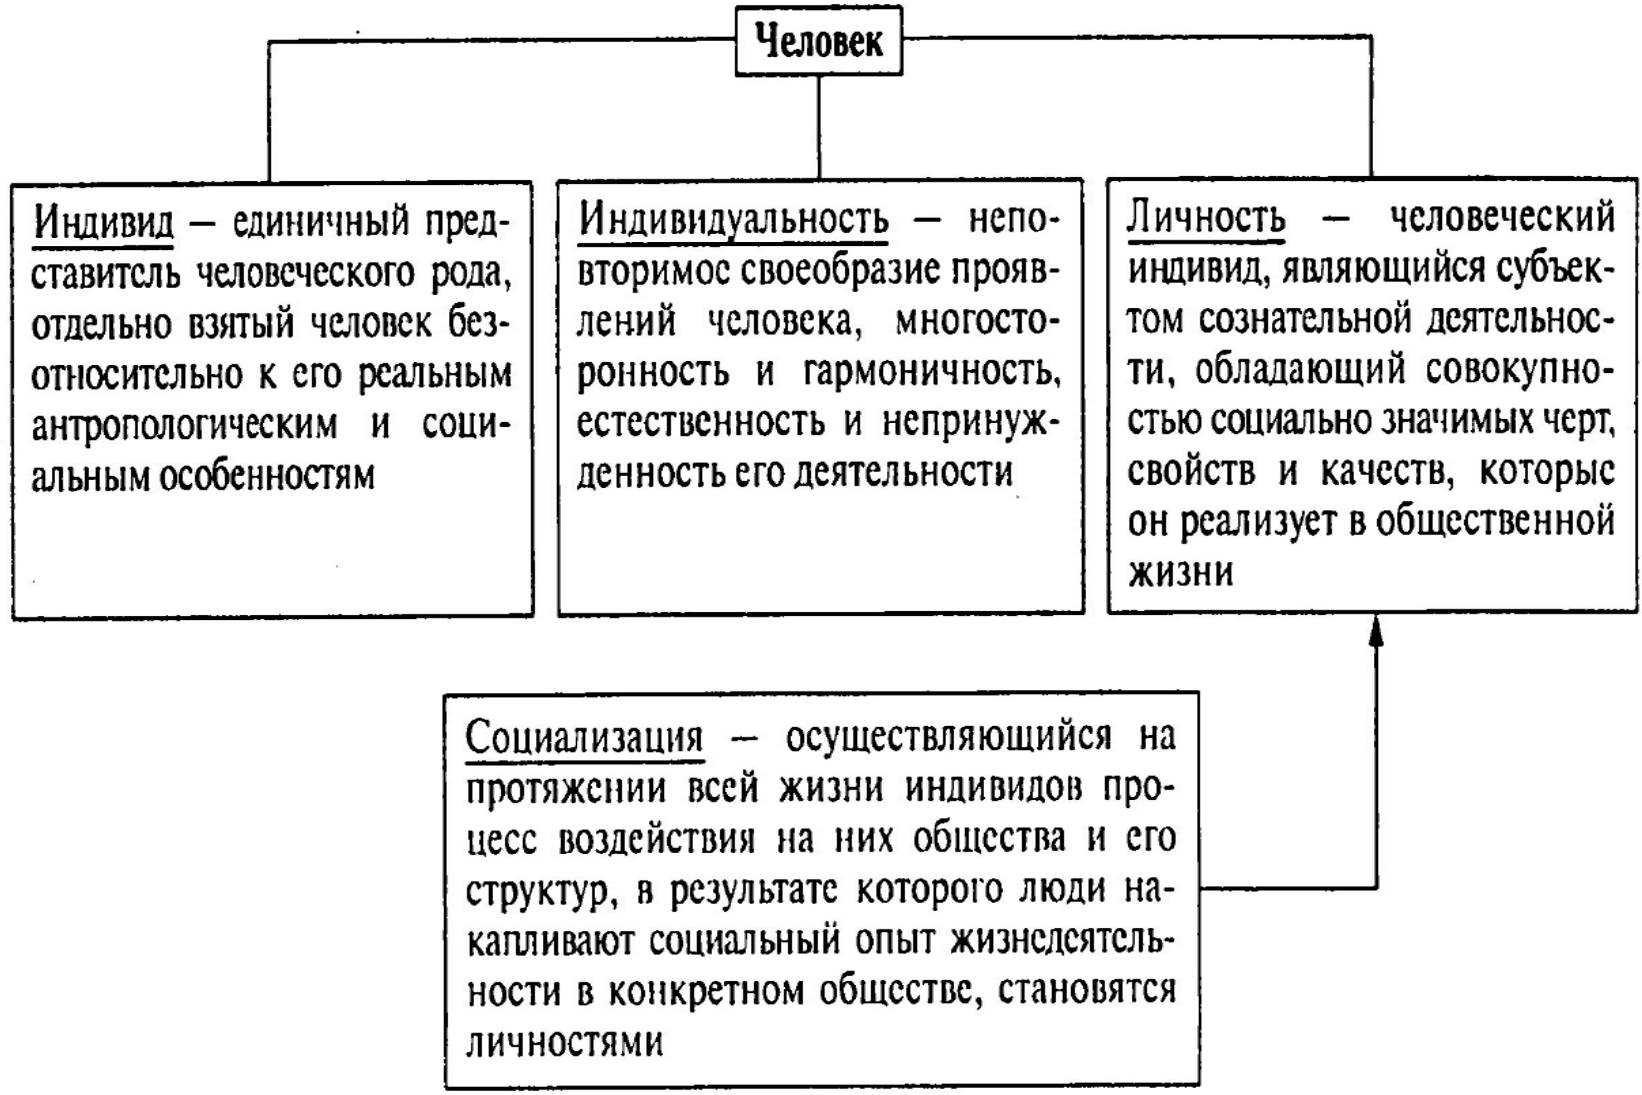 Человек
Индивид — единичный пред-
ставитель человеческого рода,
отдельно взятый человек без-
относительно к его реальным
антропологическим и соци-
альным особенностям
Индивидуальность — непо-
вторимое своеобразие прояв-
лений человека, многосто-
ронность и гармоничность,
естественность и непринуж-
денность его деятельности
Личность — человеческий
индивид, являющийся субъек-
том сознательной деятельнос-
ти, обладающий совокупно-
стью социально значимых черт,
свойств и качеств, которые
он реализует в общественной
жизни
Социализация — осуществляющийся на
протяжении всей жизни индивидов про-
цесс воздействия на них общества и его
структур, в результате которого люди на-
капливают социальный опыт жизнедеятель-
ности в конкретном обществе, становятся
личностями